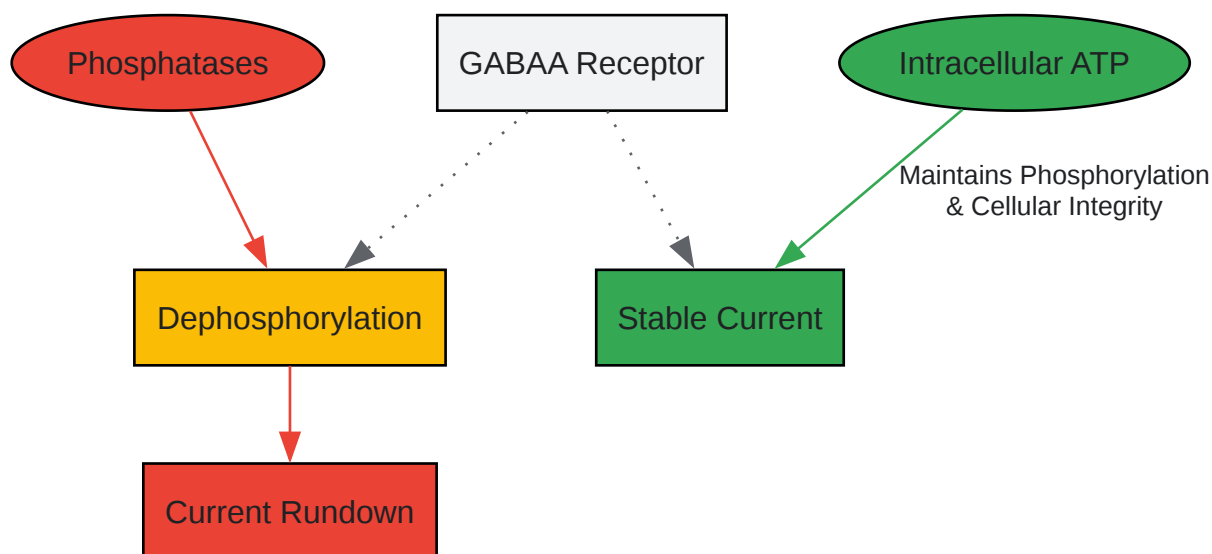 Phosphatases
GABAA Receptor
Intracellular ATP
Maintains Phosphorylation
& Cellular Integrity
Dephosphorylation
Stable Current
Current Rundown